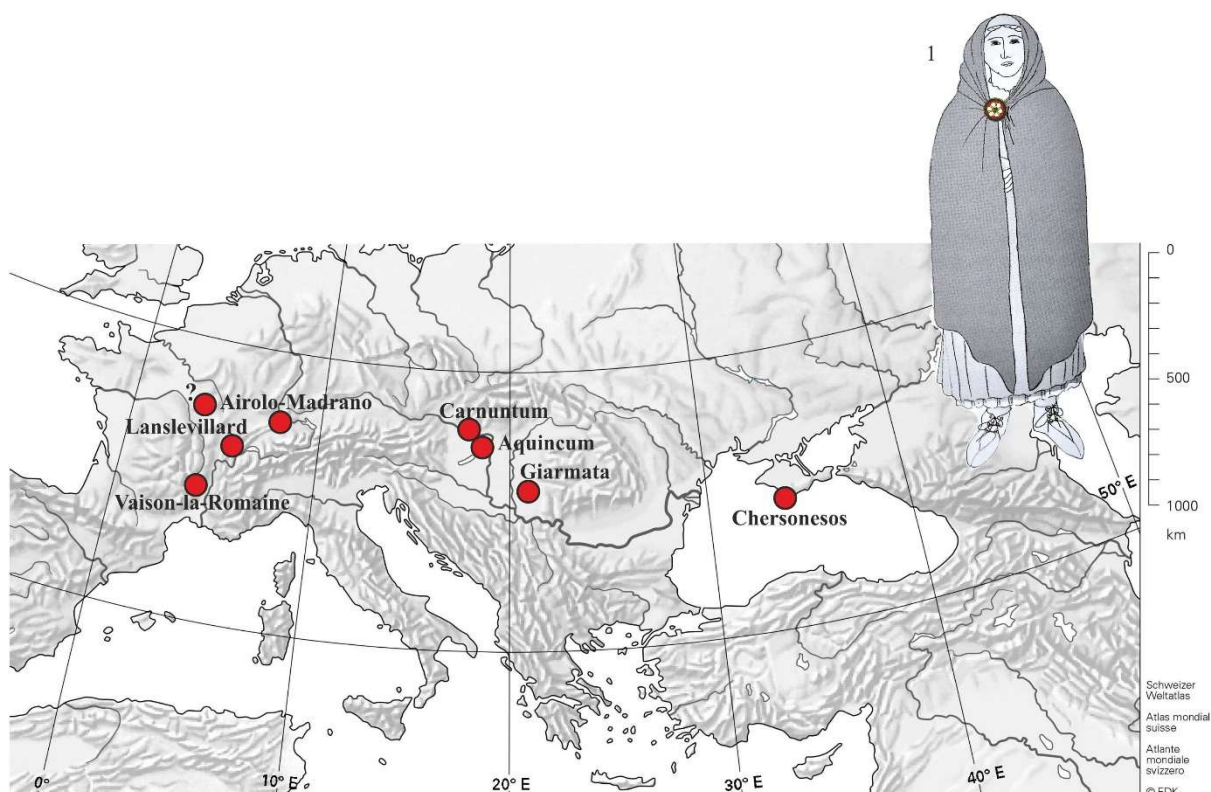 1
0
500
1000
km
?
Airolo-Madrano
Lanslevillard
Vaison-la-Romaine
Carnuntum
Aquincum
Giarmata
Chersonesos
50° E
0°
10° E
20° E
30° E
40° E
Schweizer
Weltatlas
Atlas mondial
suisse
Atlante
mondiale
svizzero
© EDK